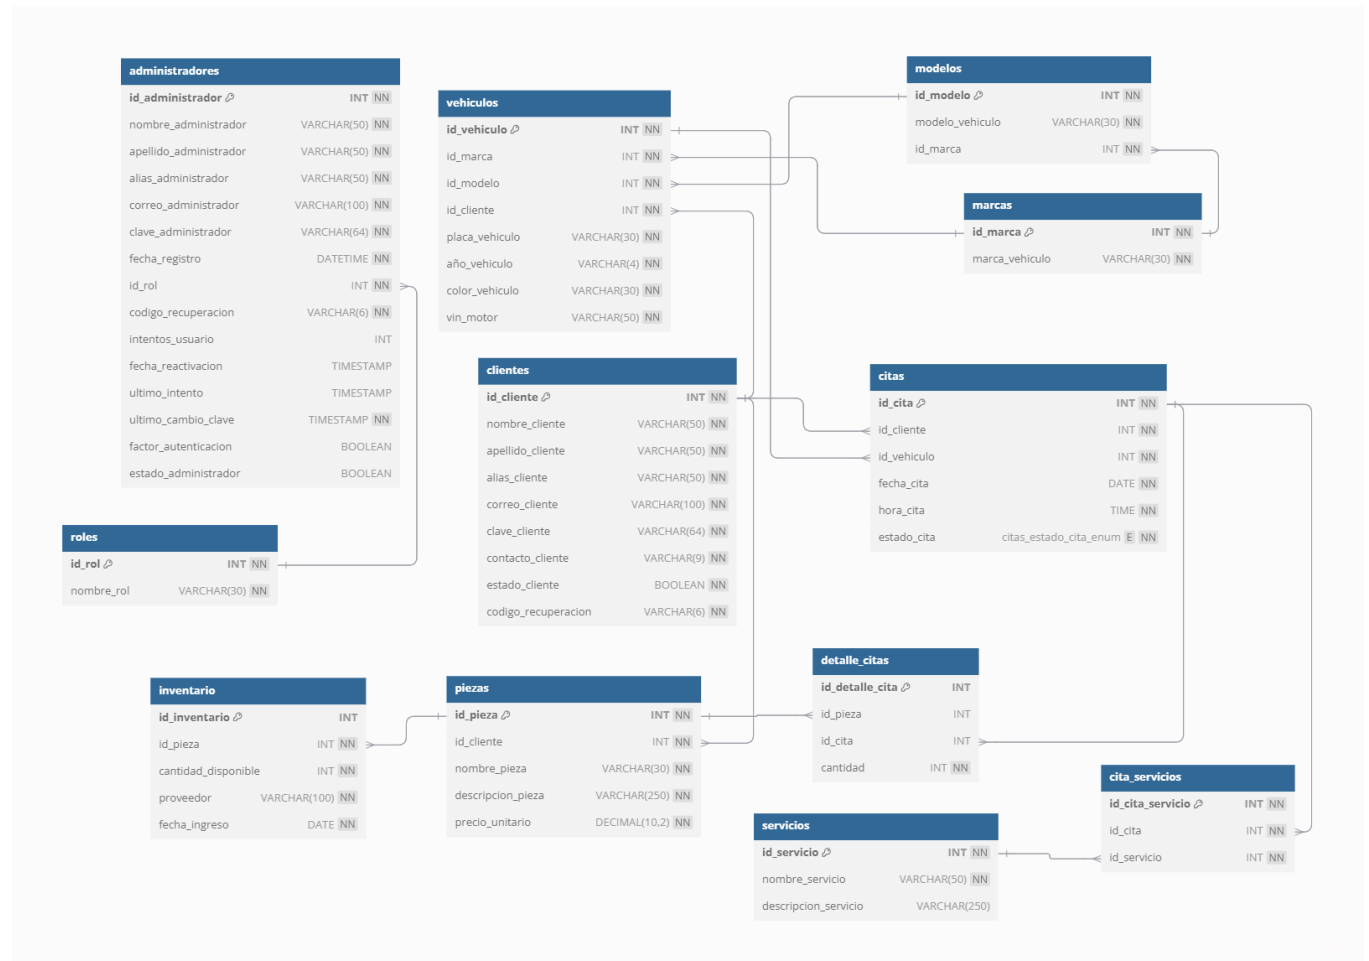 administradores
id_administrador INT NN
nombre_administrador VARCHAR(50) NN
apellido_administrador VARCHAR(50) NN
alias_administrador VARCHAR(50) NN
correo_administrador VARCHAR(100) NN
clave_administrador VARCHAR(64) NN
fecha_registro DATETIME NN
id_rol INT NN
codigo_recuperacion VARCHAR(6) NN
intentos_usuario INT
fecha_reactivacion TIMESTAMP
ultimo_intento TIMESTAMP
ultimo_cambio_clave TIMESTAMP NN
factor_autenticacion BOOLEAN
estado_administrador BOOLEAN
vehiculos
id_vehiculo INT NN
id_marca INT NN
id_modelo INT NN
id_cliente INT NN
placa_vehiculo VARCHAR(30) NN
año_vehiculo VARCHAR(4) NN
color_vehiculo VARCHAR(30) NN
vin_motor VARCHAR(50) NN
modelos
id_modelo INT NN
modelo_vehiculo VARCHAR(30) NN
id_marca INT NN
marcas
id_marca INT NN
marca_vehiculo VARCHAR(30) NN
clientes
id_cliente INT NN
nombre_cliente VARCHAR(50) NN
apellido_cliente VARCHAR(50) NN
alias_cliente VARCHAR(50) NN
correo_cliente VARCHAR(100) NN
clave_cliente VARCHAR(64) NN
contacto_cliente VARCHAR(9) NN
estado_cliente BOOLEAN NN
codigo_recuperacion VARCHAR(6) NN
citas
id_cita INT NN
id_cliente INT NN
id_vehiculo INT NN
fecha_cita DATE NN
hora_cita TIME NN
estado_cita citas_estado_cita_enum E NN
roles
id_rol INT NN
nombre_rol VARCHAR(30) NN
inventario
id_inventario INT
id_pieza INT NN
cantidad_disponible INT NN
proveedor VARCHAR(100) NN
fecha_ingreso DATE NN
piezas
id_pieza INT NN
id_cliente INT NN
nombre_pieza VARCHAR(30) NN
descripcion_pieza VARCHAR(250) NN
precio_unitario DECIMAL(10,2) NN
detalle_citas
id_detalle_cita INT
id_pieza INT
id_cita INT
cantidad INT NN
servicios
id_servicio INT NN
nombre_servicio VARCHAR(50) NN
descripcion_servicio VARCHAR(250)
cita_servicios
id_cita_servicio INT NN
id_cita INT NN
id_servicio INT NN